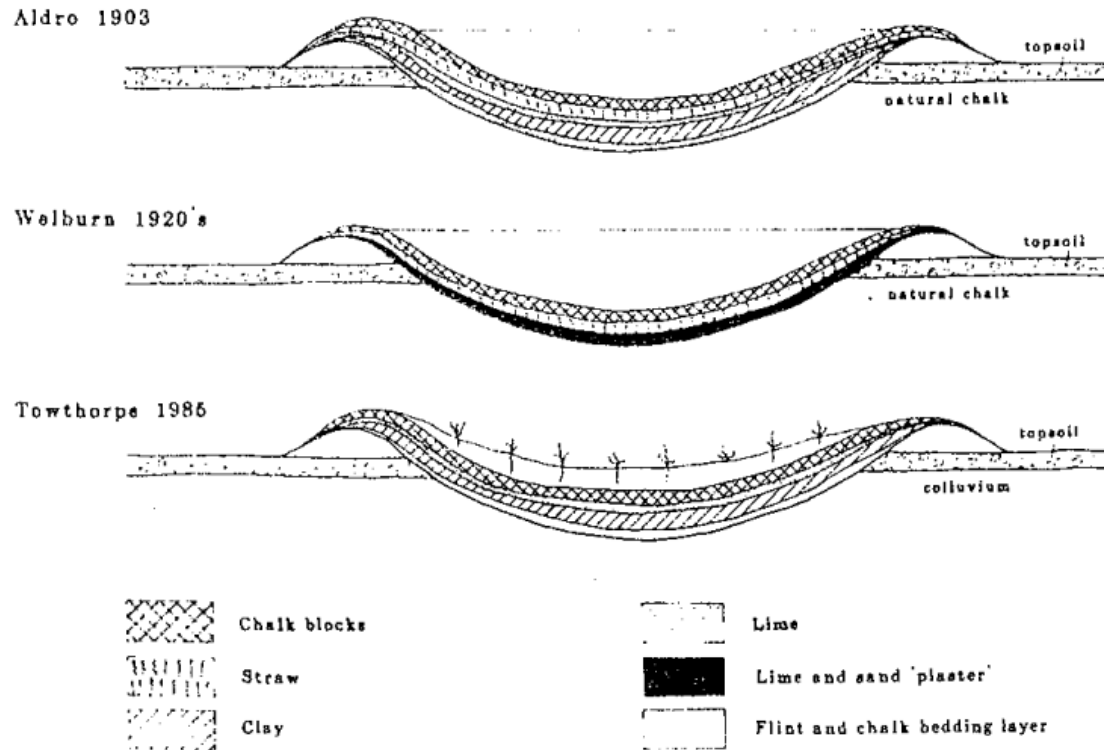 Aldro 1903
topsoil
natural chalk
Welburn 1920's
topsoil
natural chalk
Towthorpe 1985
topsoil
colluvium
Chalk blocks
Lime
Straw
Lime and sand 'plaster'
Clay
Flint and chalk bedding layer